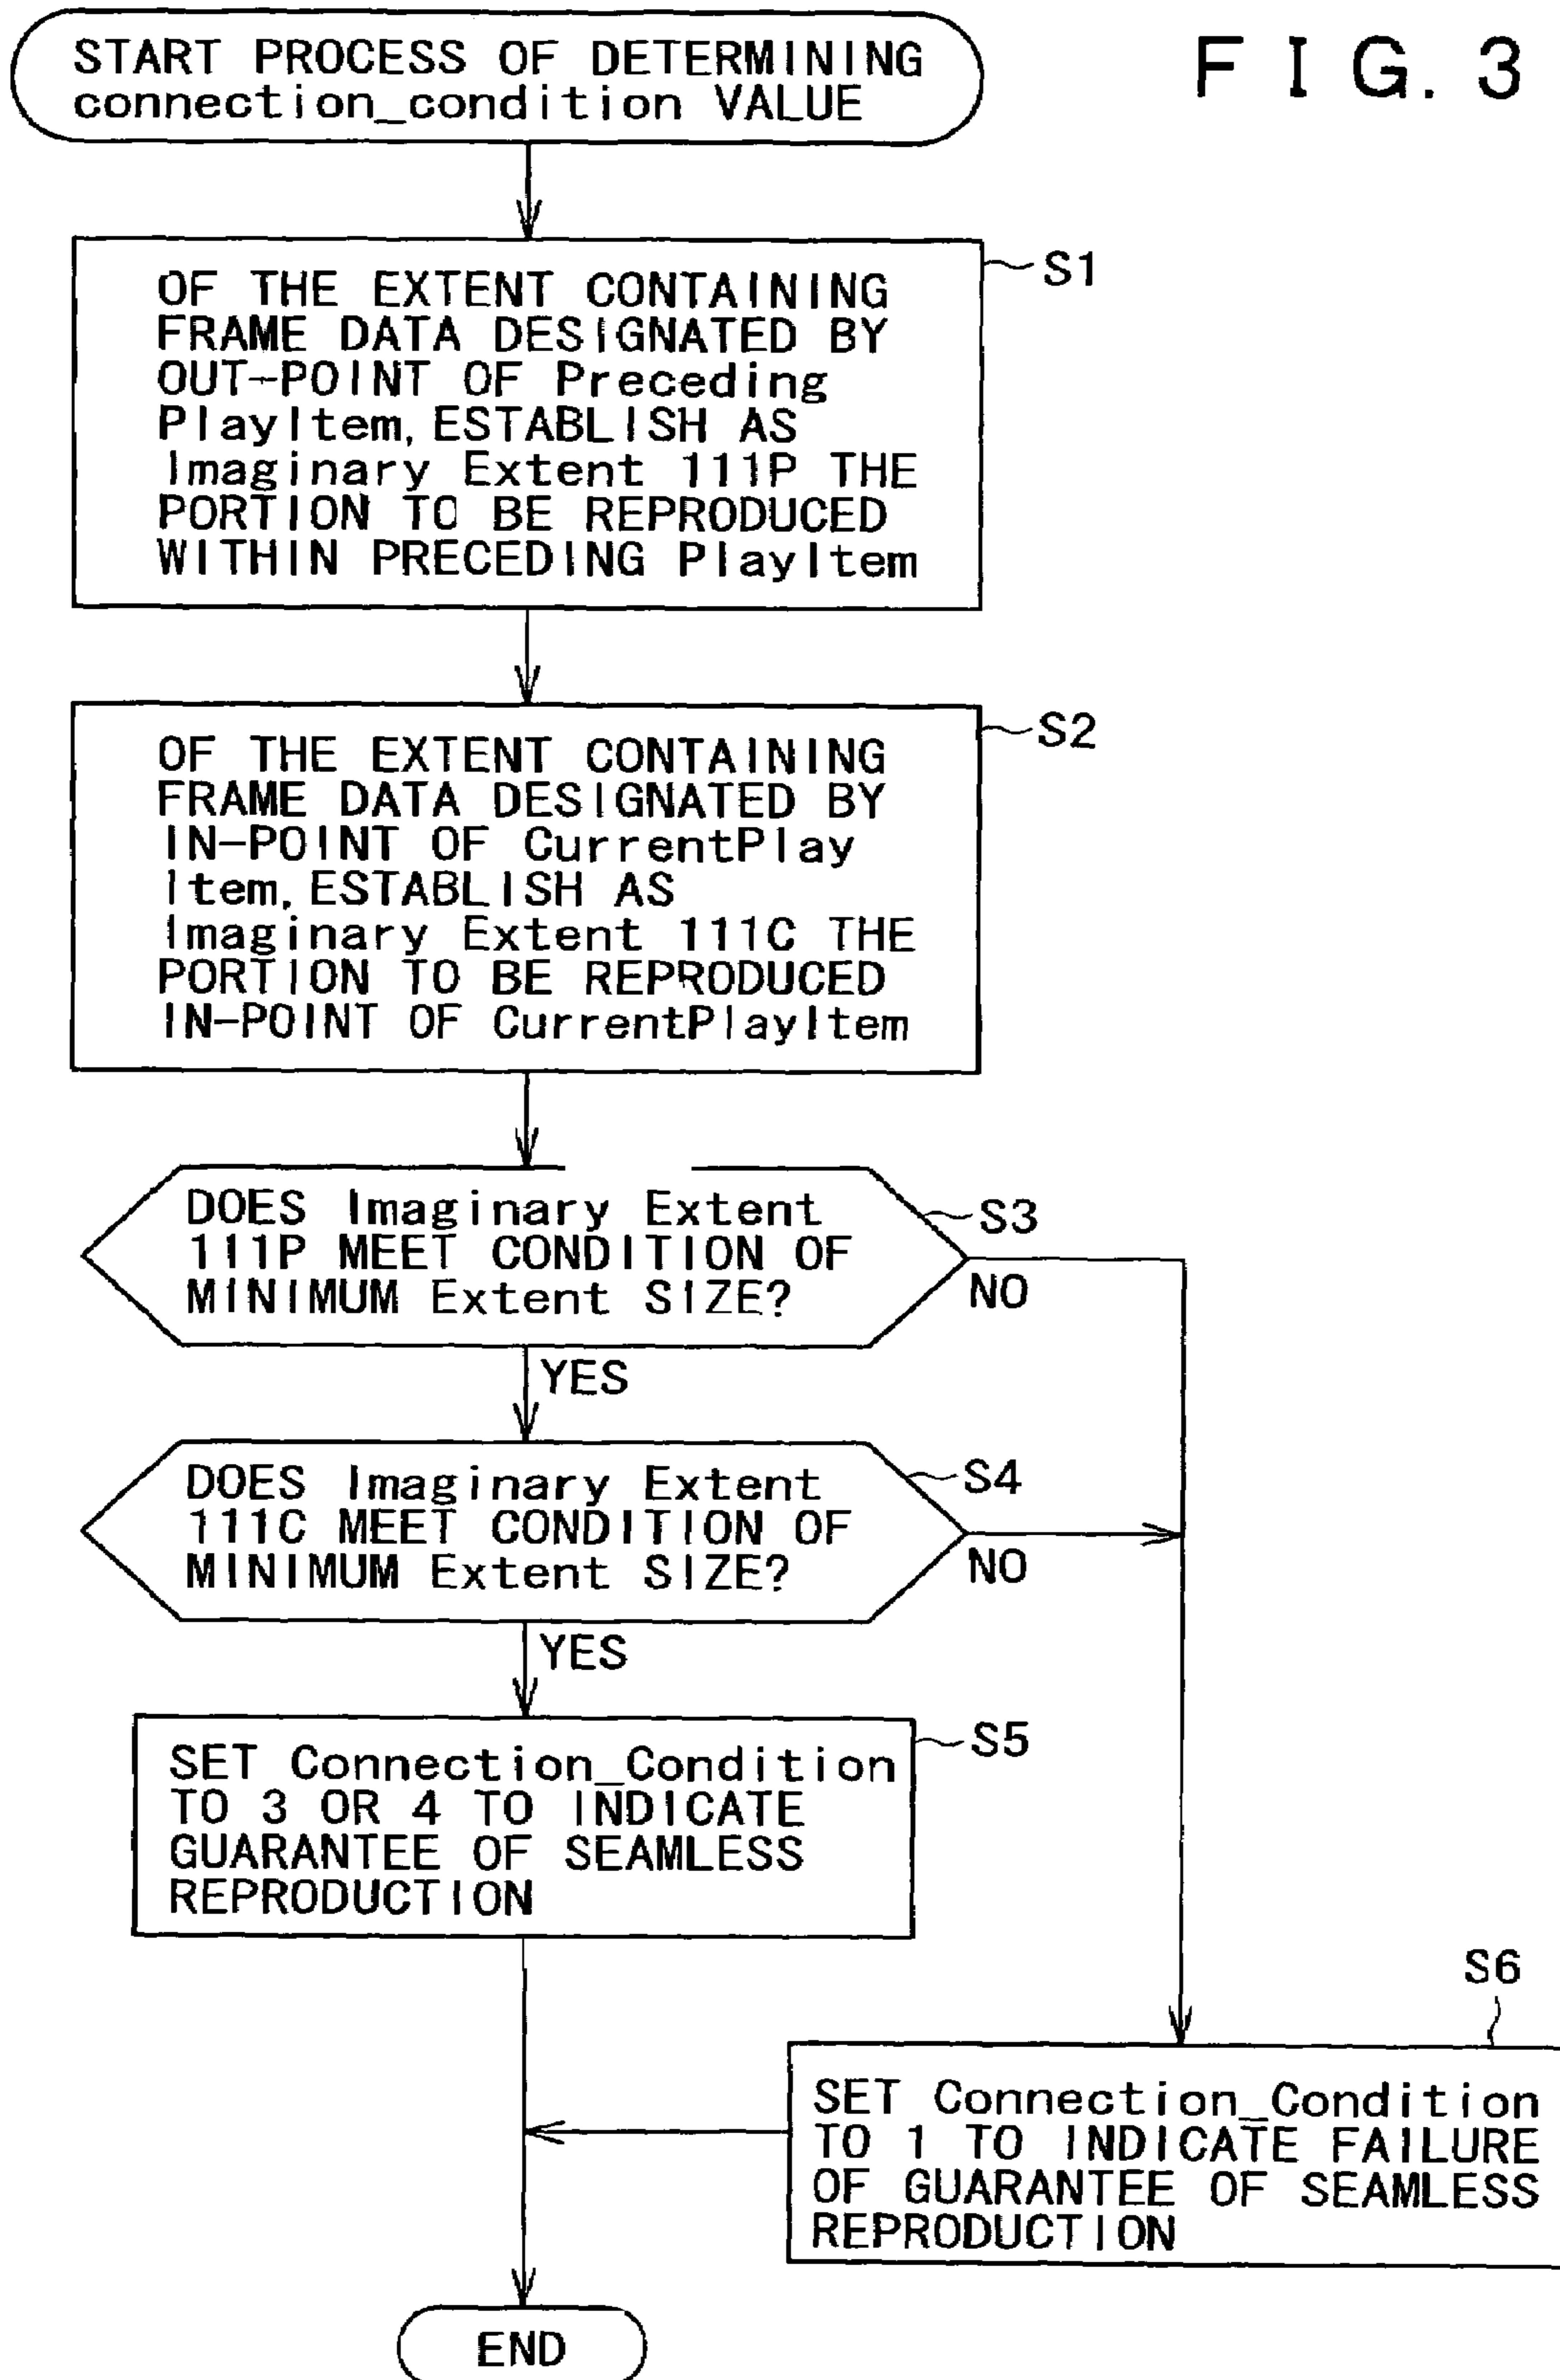 START PROCESS OF DETERMINING
connection_condition VALUE
FIG. 3
OF THE EXTENT CONTAINING
FRAME DATA DESIGNATED BY
OUT-POINT OF Preceding
PlayItem, ESTABLISH AS
Imaginary Extent 111P THE
PORTION TO BE REPRODUCED
WITHIN PRECEDING PlayItem
S1
OF THE EXTENT CONTAINING
FRAME DATA DESIGNATED BY
IN-POINT OF CurrentPlay
Item, ESTABLISH AS
Imaginary Extent 111C THE
PORTION TO BE REPRODUCED
IN-POINT OF CurrentPlayItem
S2
DOES Imaginary Extent
111P MEET CONDITION OF
MINIMUM Extent SIZE?
S3
NO
YES
DOES Imaginary Extent
111C MEET CONDITION OF
MINIMUM Extent SIZE?
S4
NO
YES
SET Connection_Condition
TO 3 OR 4 TO INDICATE
GUARANTEE OF SEAMLESS
REPRODUCTION
S5
S6
SET Connection_Condition
TO 1 TO INDICATE FAILURE
OF GUARANTEE OF SEAMLESS
REPRODUCTION
END